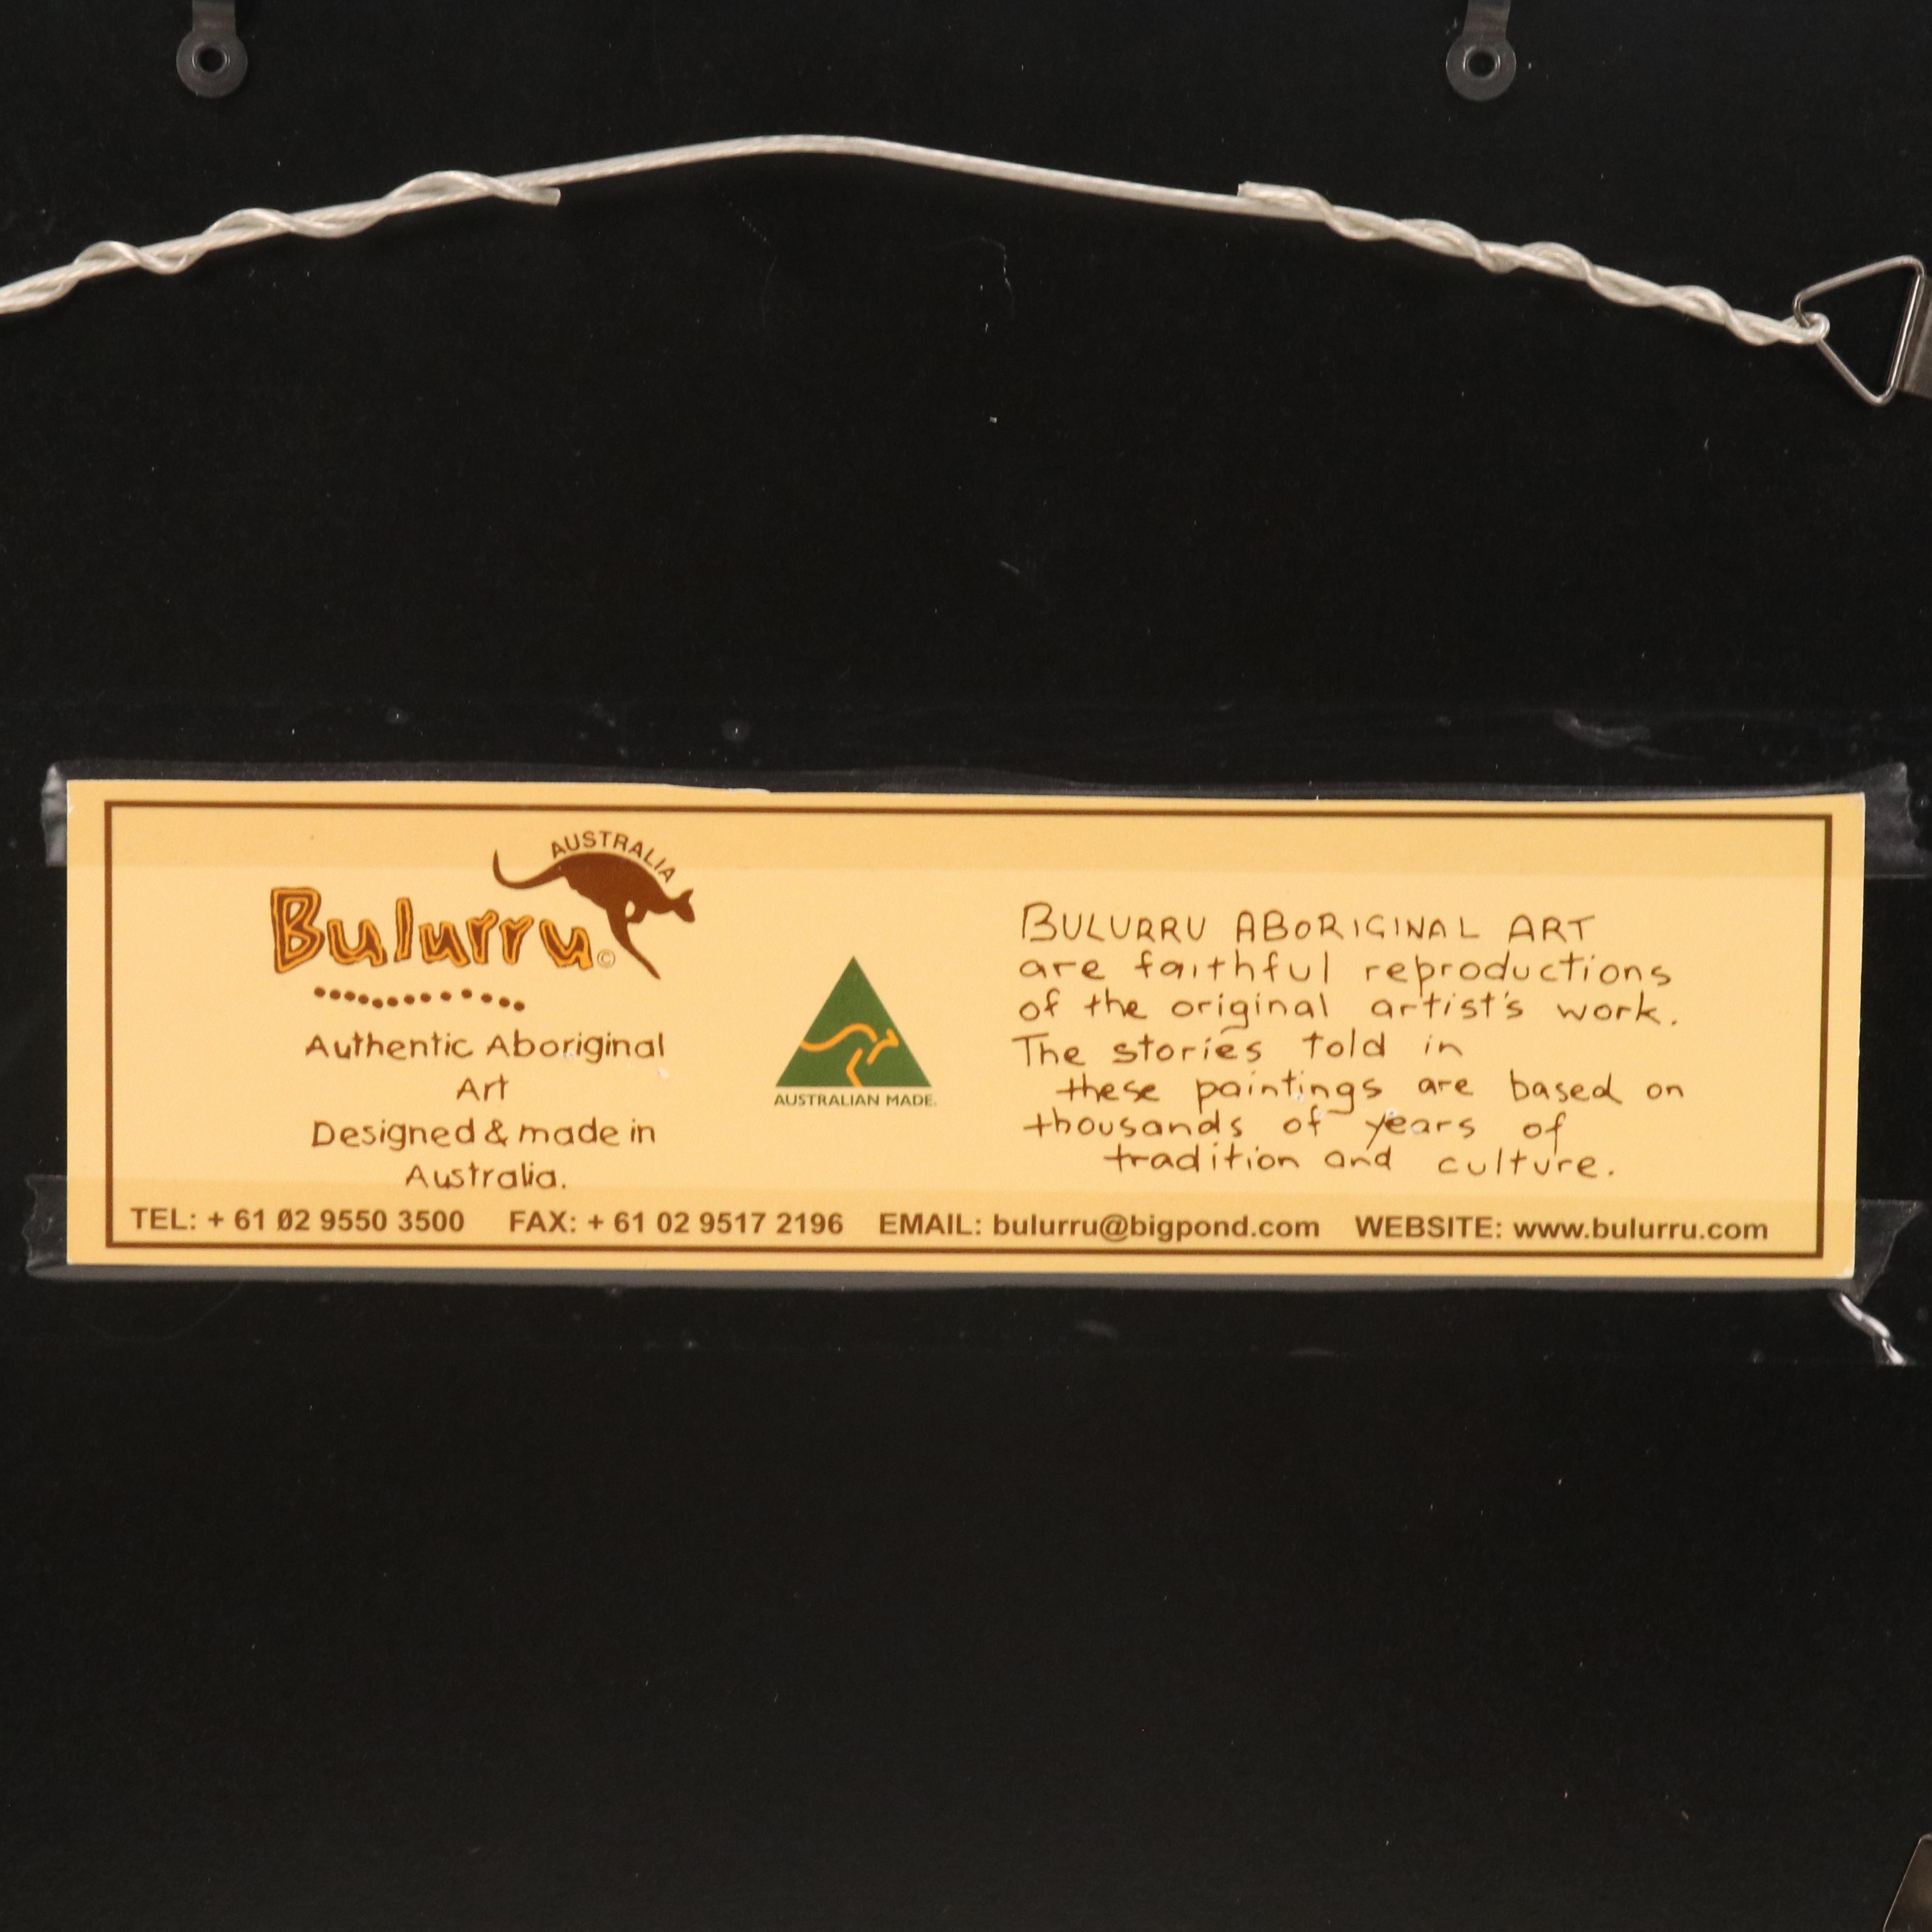 AUSTRALIA
Bulurru©
Authentic Aboriginal
Art
Designed & made in
Australia.
AUSTRALIAN MADE.
BULURRU ABORIGINAL ART
are faithful reproductions
of the original artist's work.
The stories told in
these paintings are based on
thousands of years of
tradition and culture.
TEL: + 61 02 9550 3500 FAX: + 61 02 9517 2196 EMAIL: bulurru@bigpond.com WEBSITE: www.bulurru.com